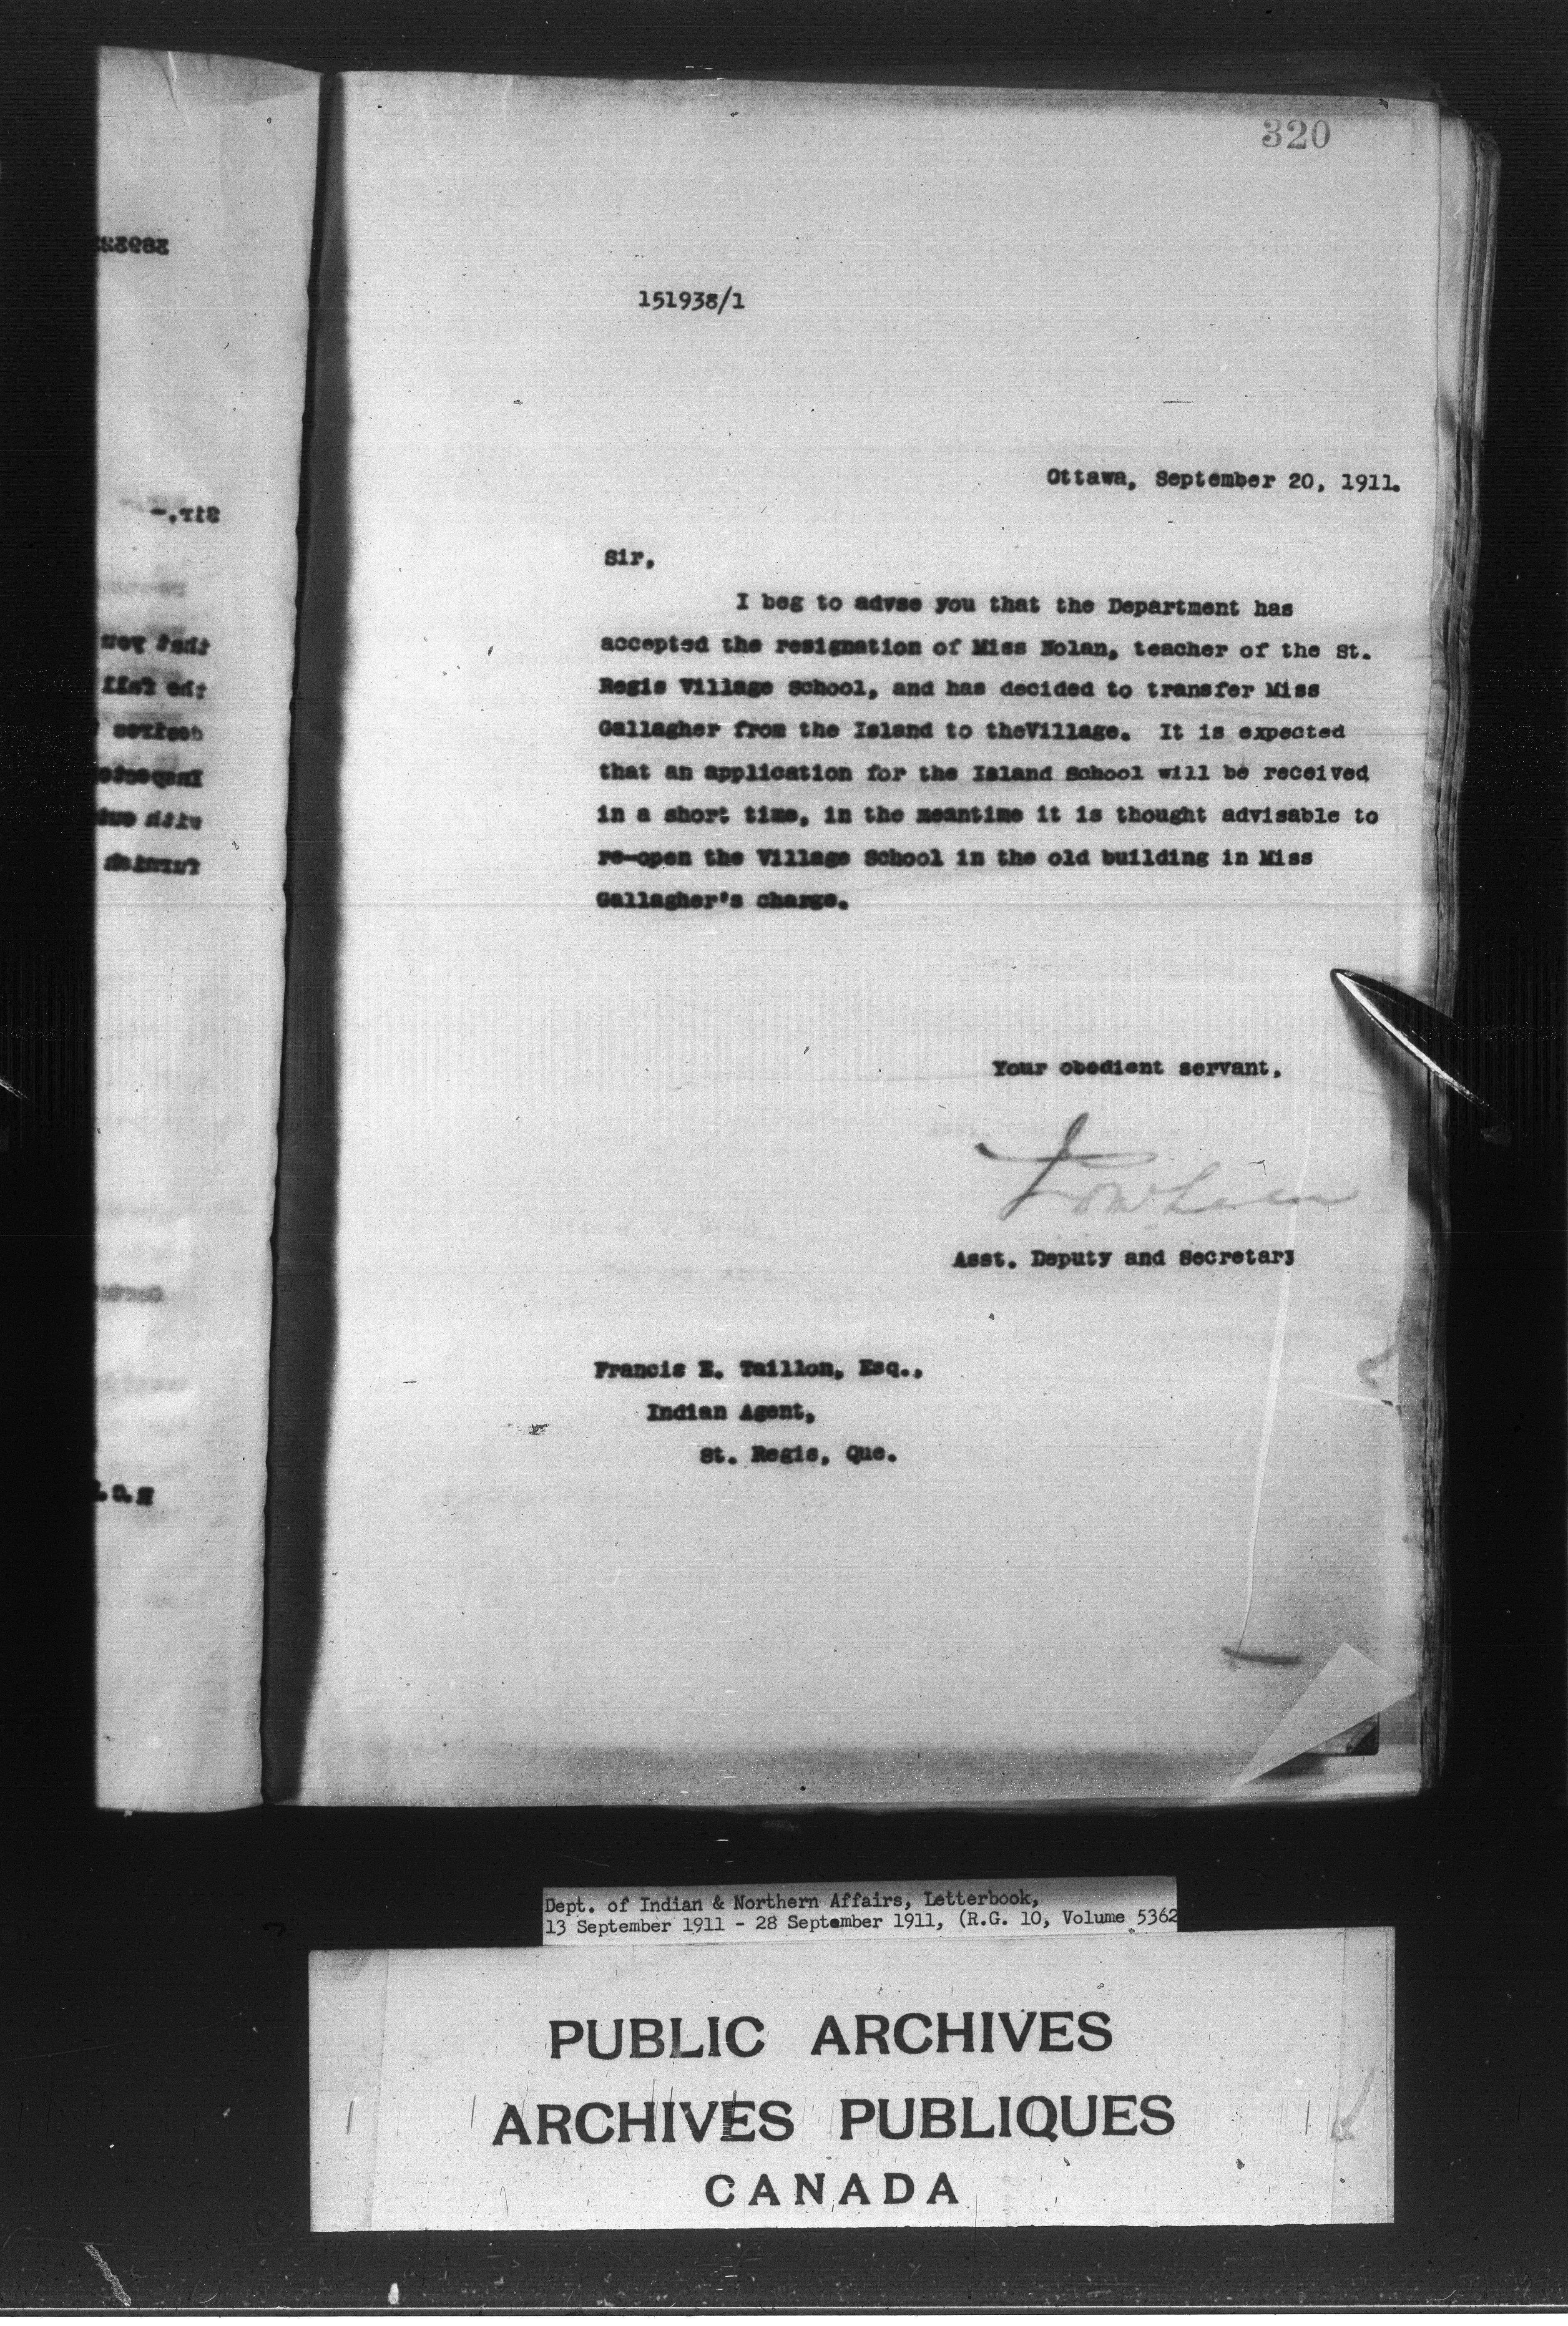 320
151938/1
Ottawa, September 20, 1911.
Sir,
I beg to advse you that the Department has
accepted the resignation of Miss Nolan, teacher of the St.
Regis Village School, and has decided to transfer Miss
Gallagher from the Island to theVillage. It is expected
that an application for the Island School will be received
in a short time, in the meantime it is thought advisable to
re-open the Village School in the old building in Miss
Gallagher's charge.
Your obedient servant,
Asst. Deputy and Secretary
Francis E. Taillon, Esq.,
Indian Agent,
St. Regis, Que.
Dept. of Indian & Northern Affairs, Letterbook,
13 September 1911 - 28 September 1911, (R.G. 10, Volume 5362
PUBLIC ARCHIVES
ARCHIVES PUBLIQUES
CANADA